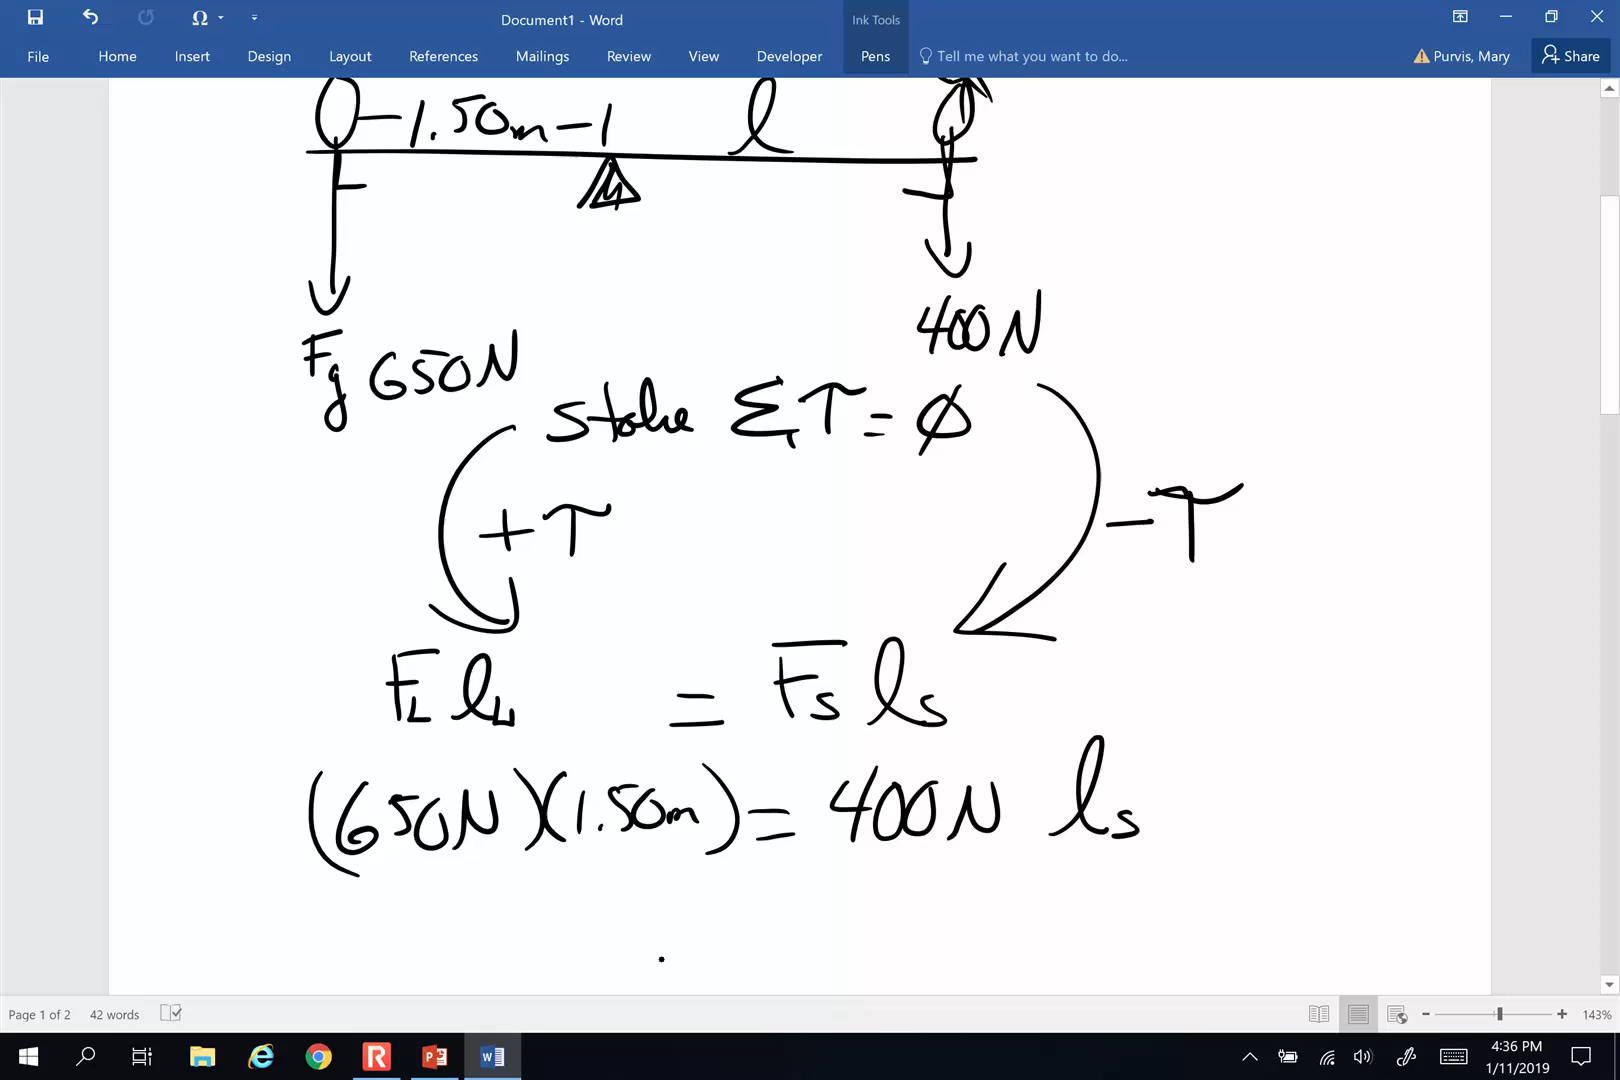 Document1 - Word
Ink Tools
File Home Insert Design Layout References Mailings Review View Developer Pens Tell me what you want to do... Purvis, Mary Share
1.50m l
Fg 650N
400N
Στ = Ø
+ τ
- τ
FL lL = Fs ls
(650N)(1.50m) = 400N ls
Page 1 of 2 42 words 143%
4:36 PM
1/11/2019